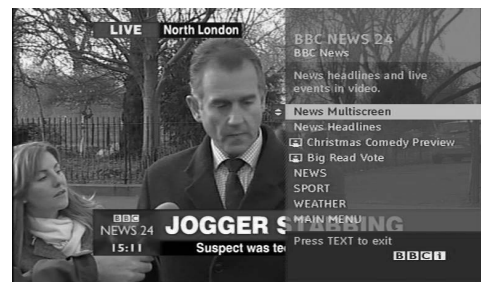 LIVE North London
BBC NEWS 24
BBC News
News headlines and live
events in video.
News Multiscreen
News Headlines
Christmas Comedy Preview
Big Read Vote
NEWS
SPORT
WEATHER
MAIN MENU
Press TEXT to exit
BBC 1
BBC
NEWS 24
15:11
JOGGER STABBING
Suspect was